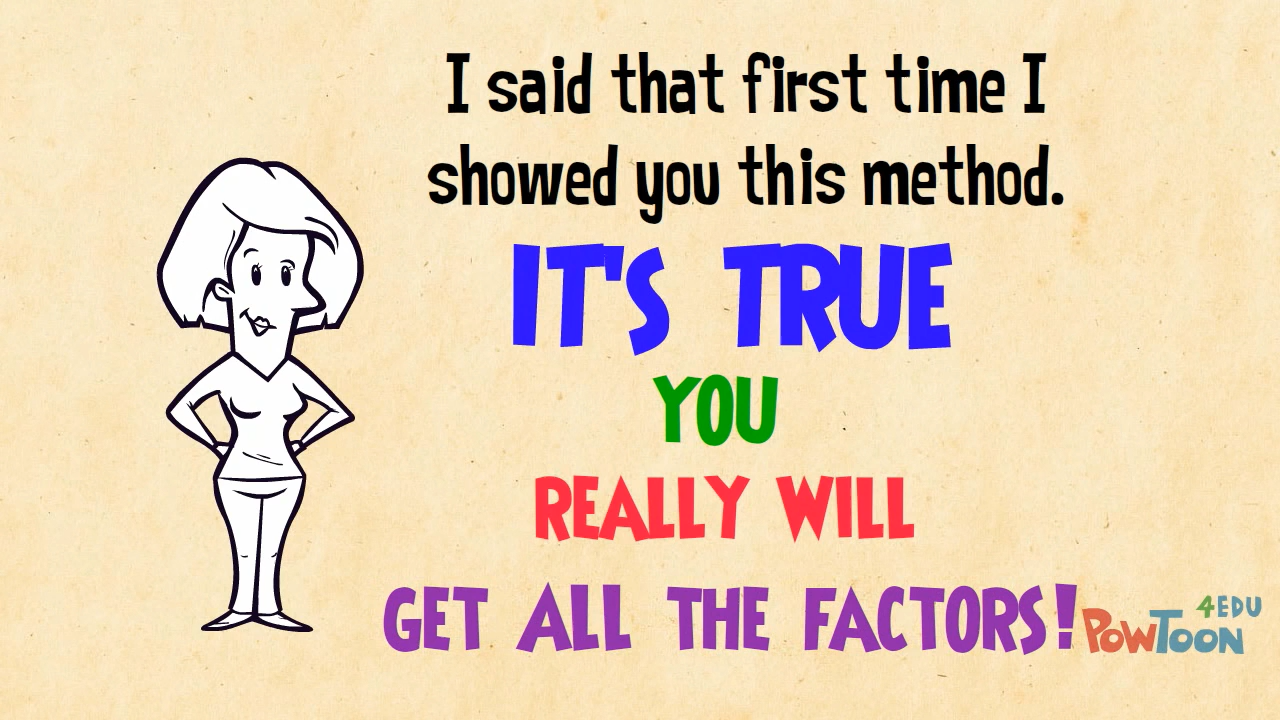 I said that first time I
showed you this method.
IT'S TRUE
YOU
REALLY WILL
GET ALL THE FACTORS!
4EDU
POWTOON